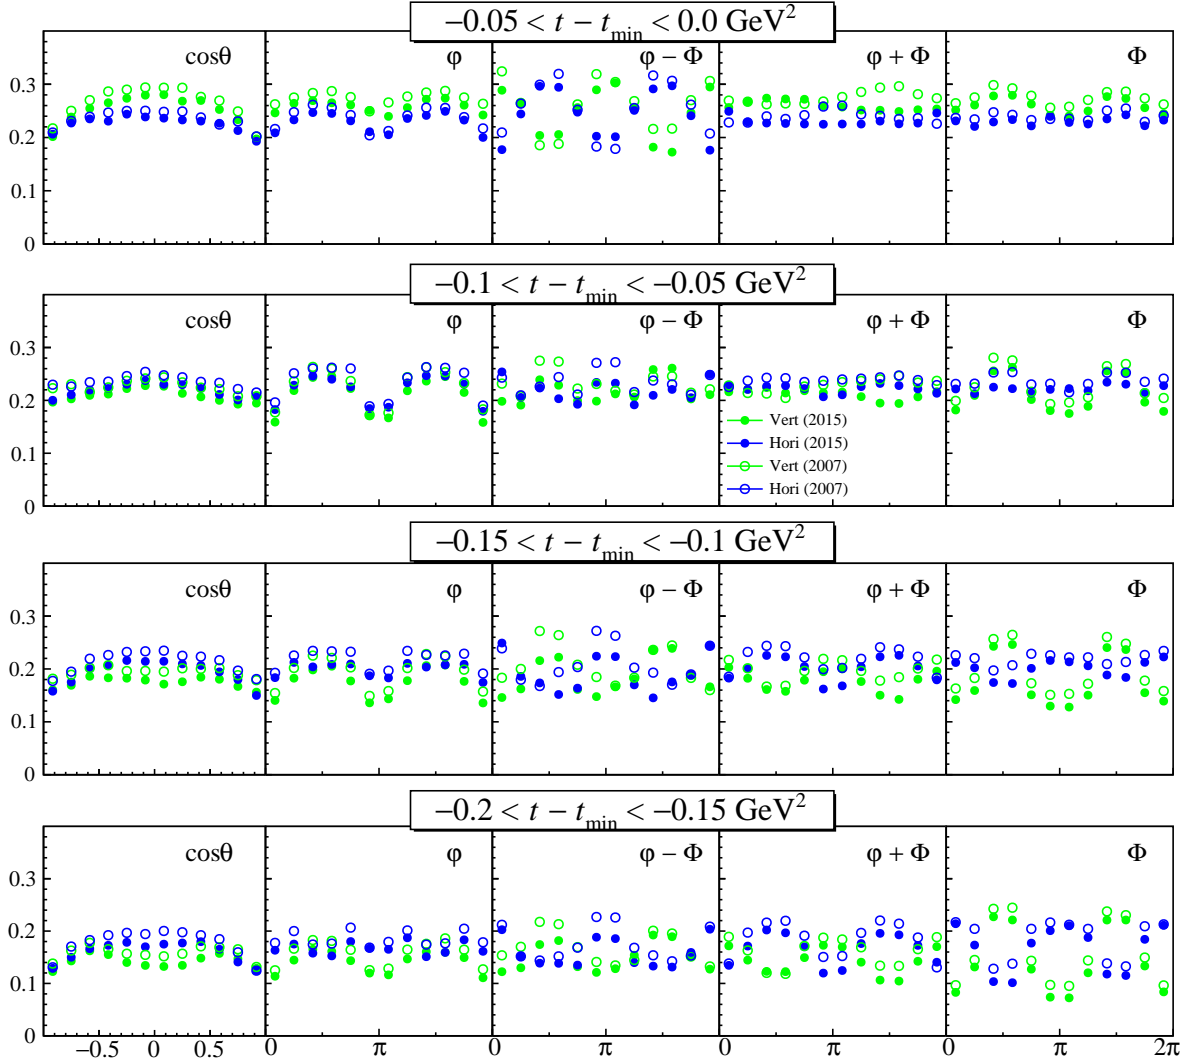 −0.05 < t − t_min < 0.0 GeV²
cosθ φ φ − Φ φ + Φ Φ
0.3
0.2
0.1
0
−0.1 < t − t_min < −0.05 GeV²
cosθ φ φ − Φ φ + Φ Φ
0.3
0.2
0.1
0
Vert (2015)
Hori (2015)
Vert (2007)
Hori (2007)
−0.15 < t − t_min < −0.1 GeV²
cosθ φ φ − Φ φ + Φ Φ
0.3
0.2
0.1
0
−0.2 < t − t_min < −0.15 GeV²
cosθ φ φ − Φ φ + Φ Φ
0.3
0.2
0.1
0
−0.5 0 0.5 0 π 0 π 0 π 0 π 2π